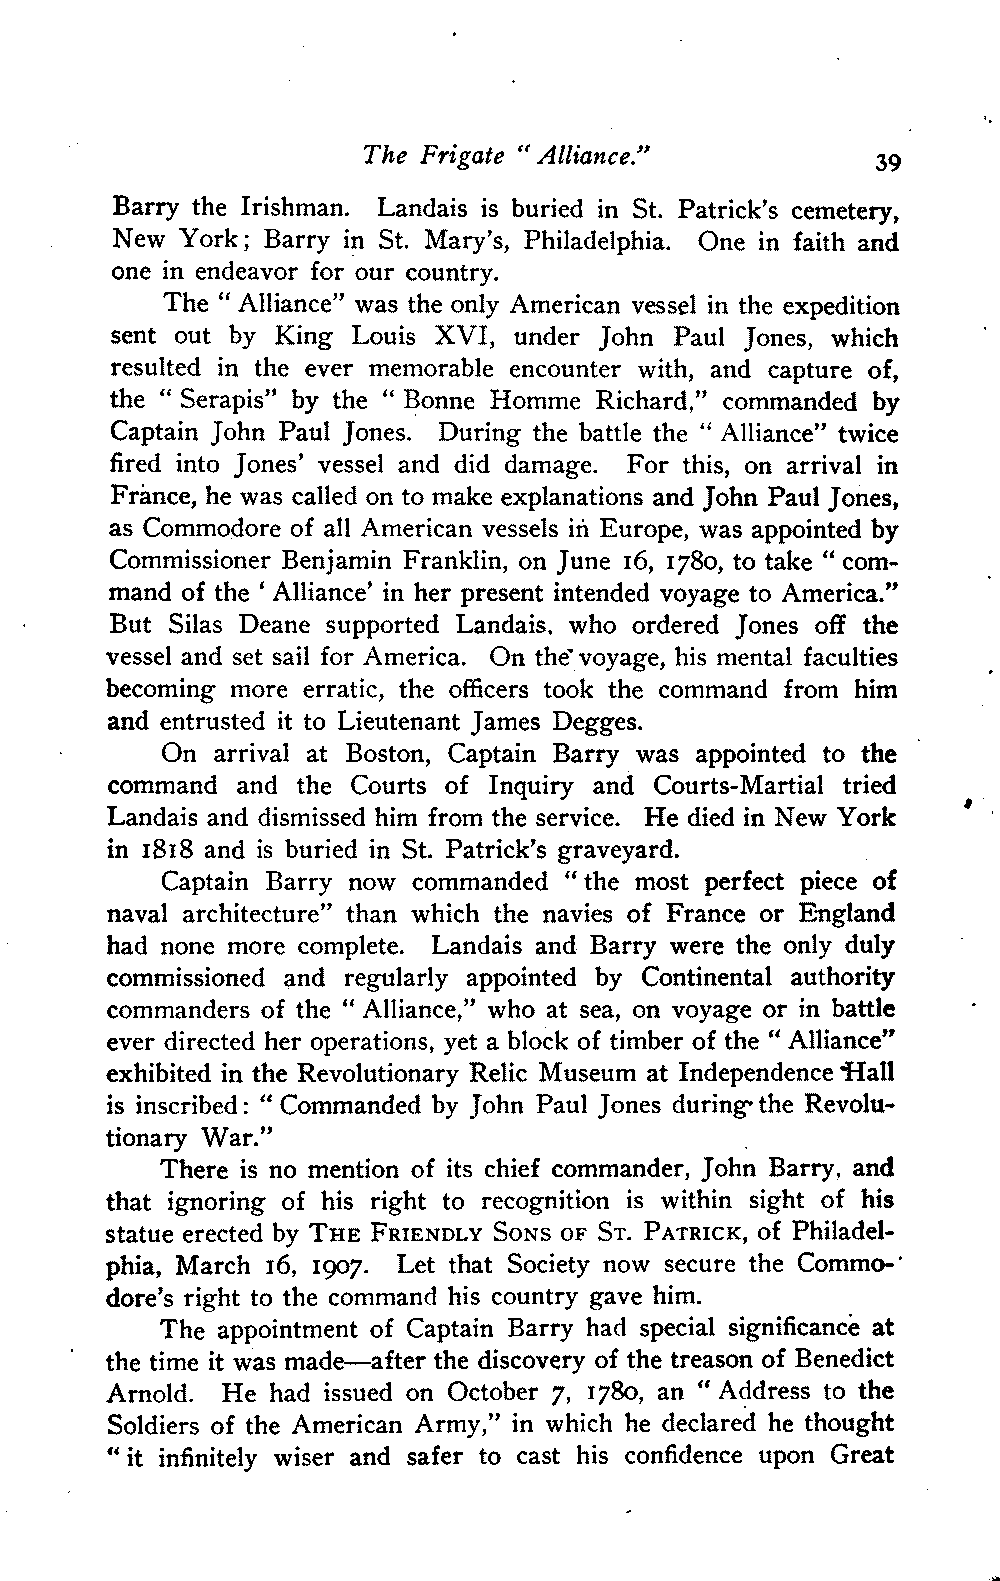 The Frigate "Alliance."
39
Barry the Irishman. Landais is buried in St. Patrick's cemetery,
New York; Barry in St. Mary's, Philadelphia. One in faith and
one in endeavor for our country.
The "Alliance" was the only American vessel in the expedition
sent out by King Louis XVI, under John Paul Jones, which
resulted in the ever memorable encounter with, and capture of,
the "Serapis" by the "Bonne Homme Richard," commanded by
Captain John Paul Jones. During the battle the "Alliance" twice
fired into Jones' vessel and did damage. For this, on arrival in
France, he was called on to make explanations and John Paul Jones,
as Commodore of all American vessels in Europe, was appointed by
Commissioner Benjamin Franklin, on June 16, 1780, to take "com-
mand of the 'Alliance' in her present intended voyage to America."
But Silas Deane supported Landais, who ordered Jones off the
vessel and set sail for America. On the voyage, his mental faculties
becoming more erratic, the officers took the command from him
and entrusted it to Lieutenant James Degges.
On arrival at Boston, Captain Barry was appointed to the
command and the Courts of Inquiry and Courts-Martial tried
Landais and dismissed him from the service. He died in New York
in 1818 and is buried in St. Patrick's graveyard.
Captain Barry now commanded "the most perfect piece of
naval architecture" than which the navies of France or England
had none more complete. Landais and Barry were the only duly
commissioned and regularly appointed by Continental authority
commanders of the "Alliance," who at sea, on voyage or in battle
ever directed her operations, yet a block of timber of the "Alliance"
exhibited in the Revolutionary Relic Museum at Independence Hall
is inscribed: "Commanded by John Paul Jones during the Revolu-
tionary War."
There is no mention of its chief commander, John Barry, and
that ignoring of his right to recognition is within sight of his
statue erected by THE FRIENDLY SONS OF ST. PATRICK, of Philadel-
phia, March 16, 1907. Let that Society now secure the Commo-
dore's right to the command his country gave him.
The appointment of Captain Barry had special significance at
the time it was made—after the discovery of the treason of Benedict
Arnold. He had issued on October 7, 1780, an "Address to the
Soldiers of the American Army," in which he declared he thought
"it infinitely wiser and safer to cast his confidence upon Great